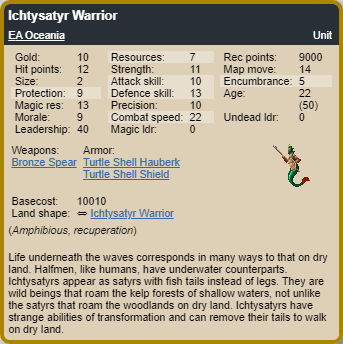 Ichtysatyr Warrior
EA Oceania Unit
Gold: 10 Resources: 7 Rec points: 9000
Hit points: 12 Strength: 11 Map move: 14
Size: 2 Attack skill: 10 Encumbrance: 5
Protection: 9 Defence skill: 13 Age: 22
Magic res: 13 Precision: 10 (50)
Morale: 9 Combat speed: 22 Undead ldr: 0
Leadership: 40 Magic ldr: 0
Weapons: Armor:
Bronze Spear Turtle Shell Hauberk
Turtle Shell Shield
Basecost: 10010
Land shape: ⇔ Ichtysatyr Warrior
(Amphibious, recuperation)
Life underneath the waves corresponds in many ways to that on dry
land. Halfmen, like humans, have underwater counterparts.
Ichtysatyrs appear as satyrs with fish tails instead of legs. They are
wild beings that roam the kelp forests of shallow waters, not unlike
the satyrs that roam the woodlands on dry land. Ichtysatyrs have
strange abilities of transformation and can remove their tails to walk
on dry land.